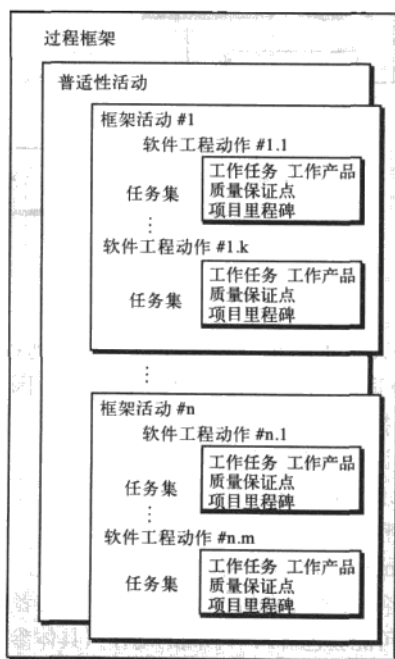 过程框架
普适性活动
框架活动 #1
软件工程动作 #1.1
任务集
工作任务 工作产品
质量保证点
项目里程碑
⋮
软件工程动作 #1.k
任务集
工作任务 工作产品
质量保证点
项目里程碑
⋮
框架活动 #n
软件工程动作 #n.1
任务集
工作任务 工作产品
质量保证点
项目里程碑
⋮
软件工程动作 #n.m
任务集
工作任务 工作产品
质量保证点
项目里程碑